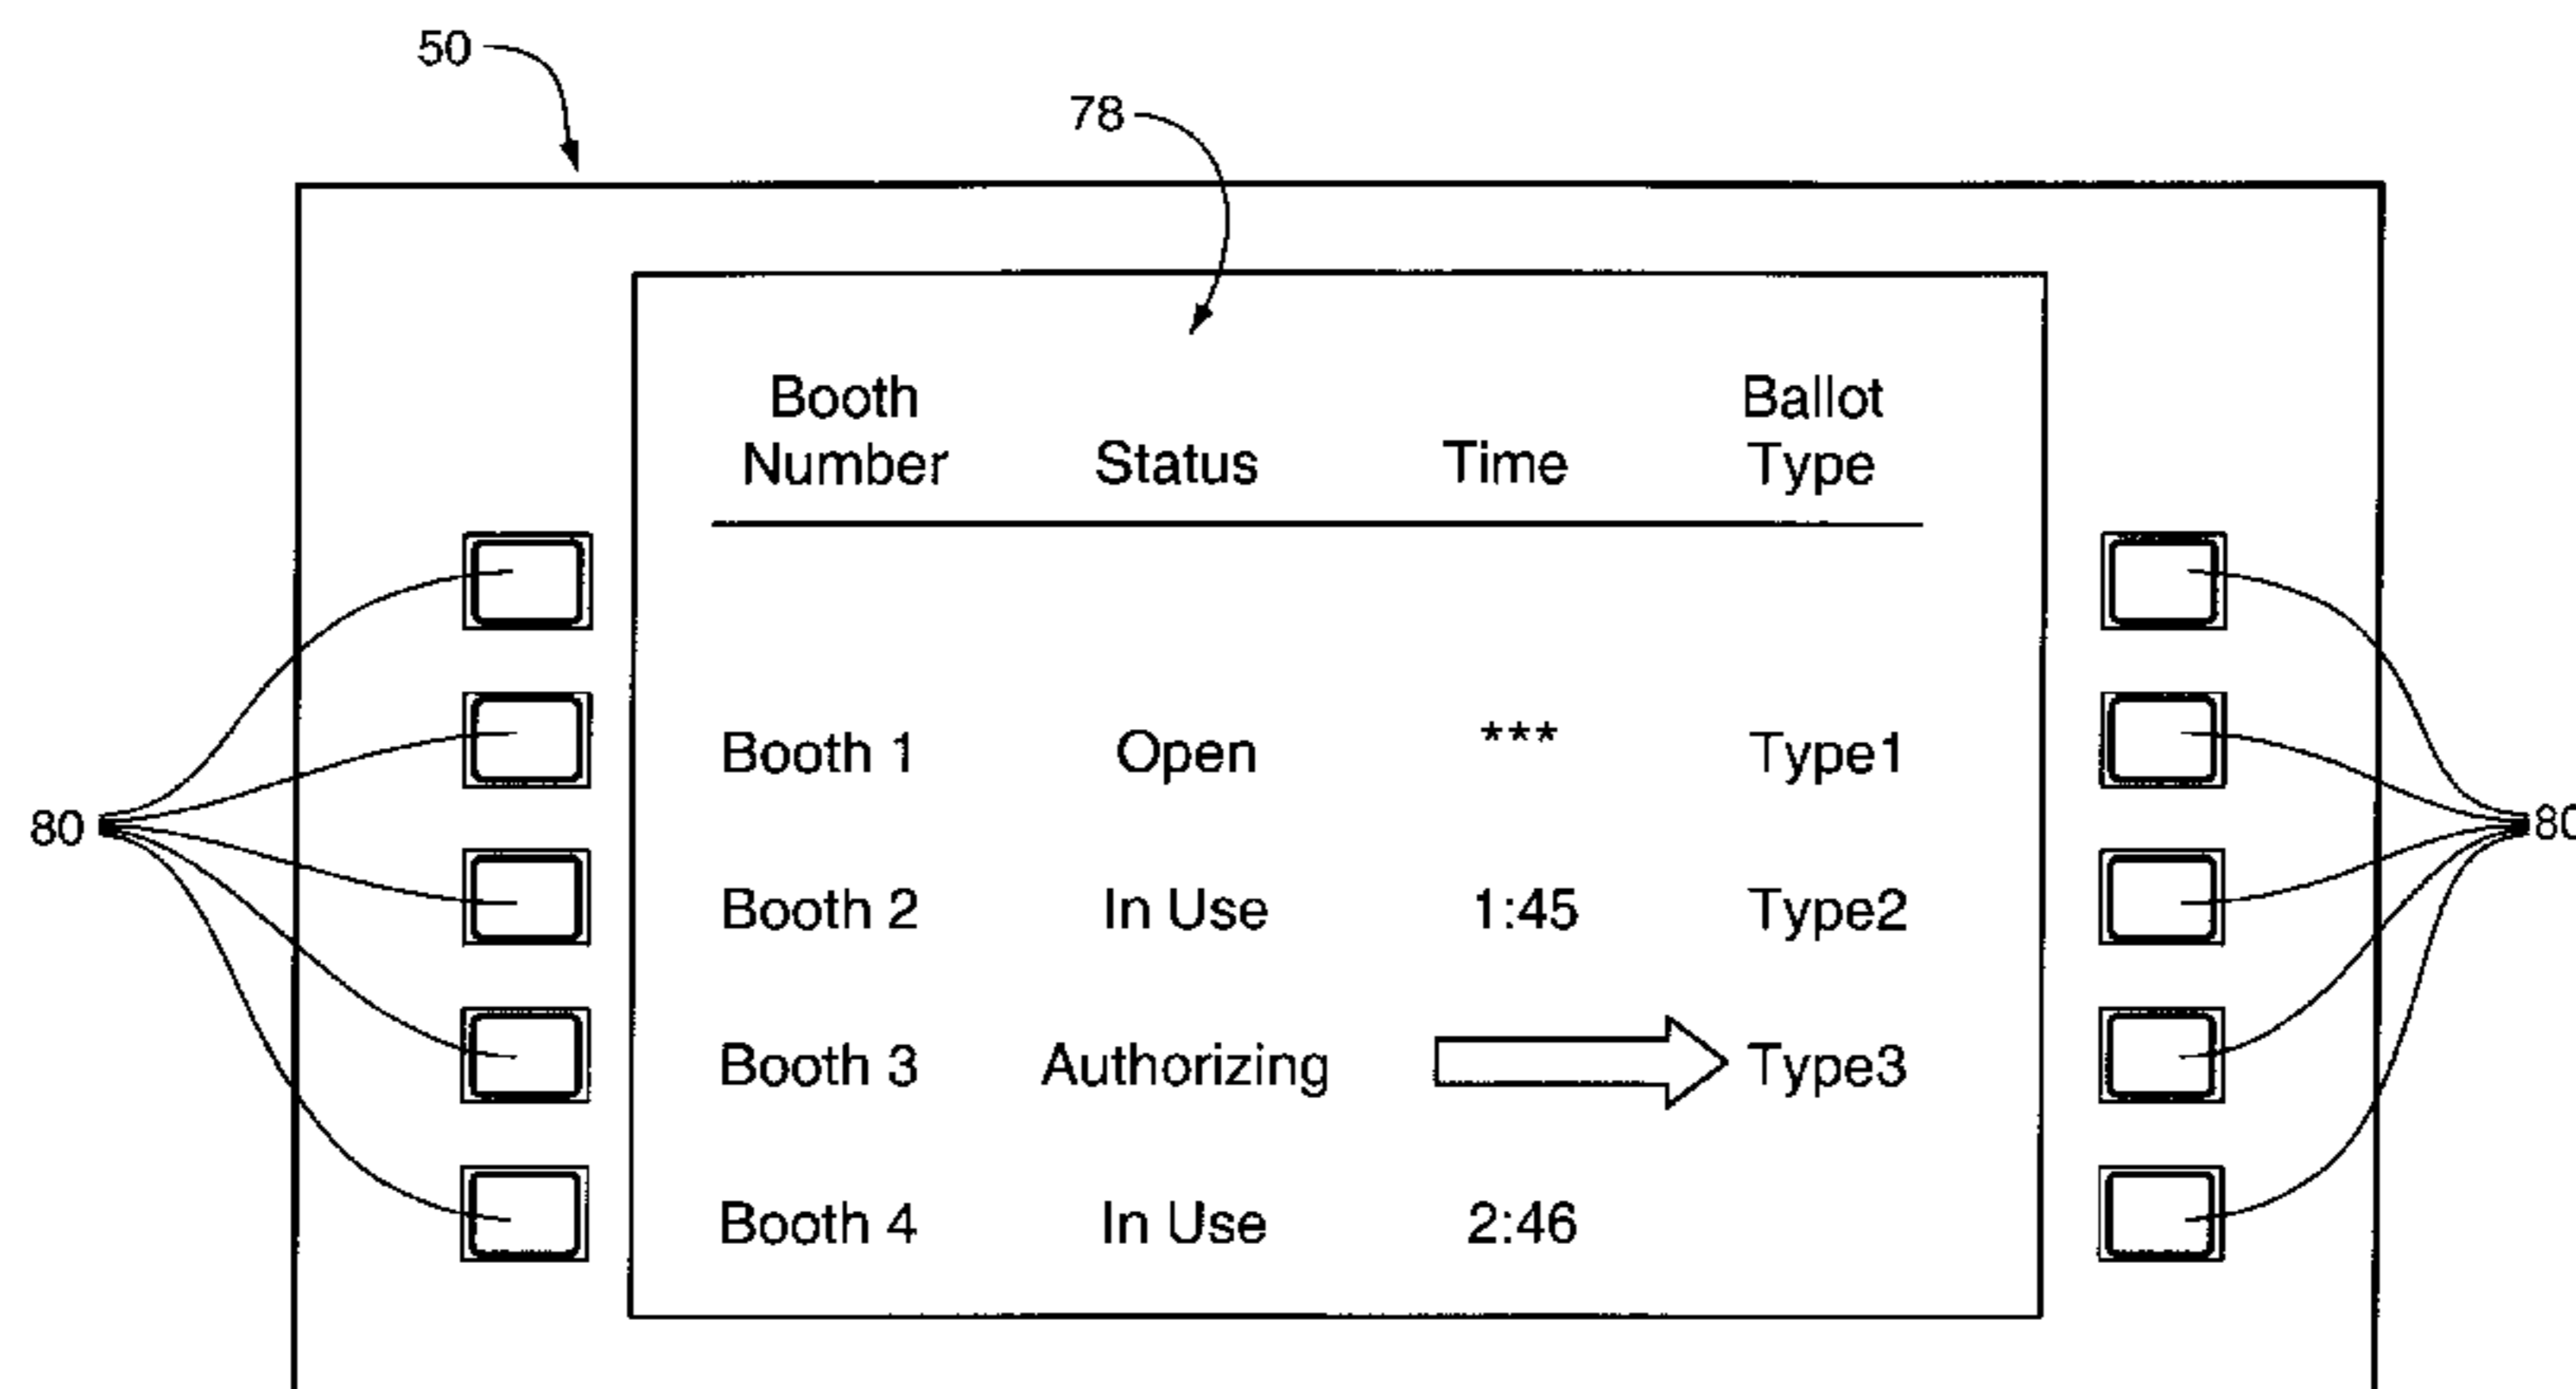 50
78
Booth Number Status Time Ballot Type
Booth 1 Open *** Type1
80 80
Booth 2 In Use 1:45 Type2
Booth 3 Authorizing Type3
Booth 4 In Use 2:46